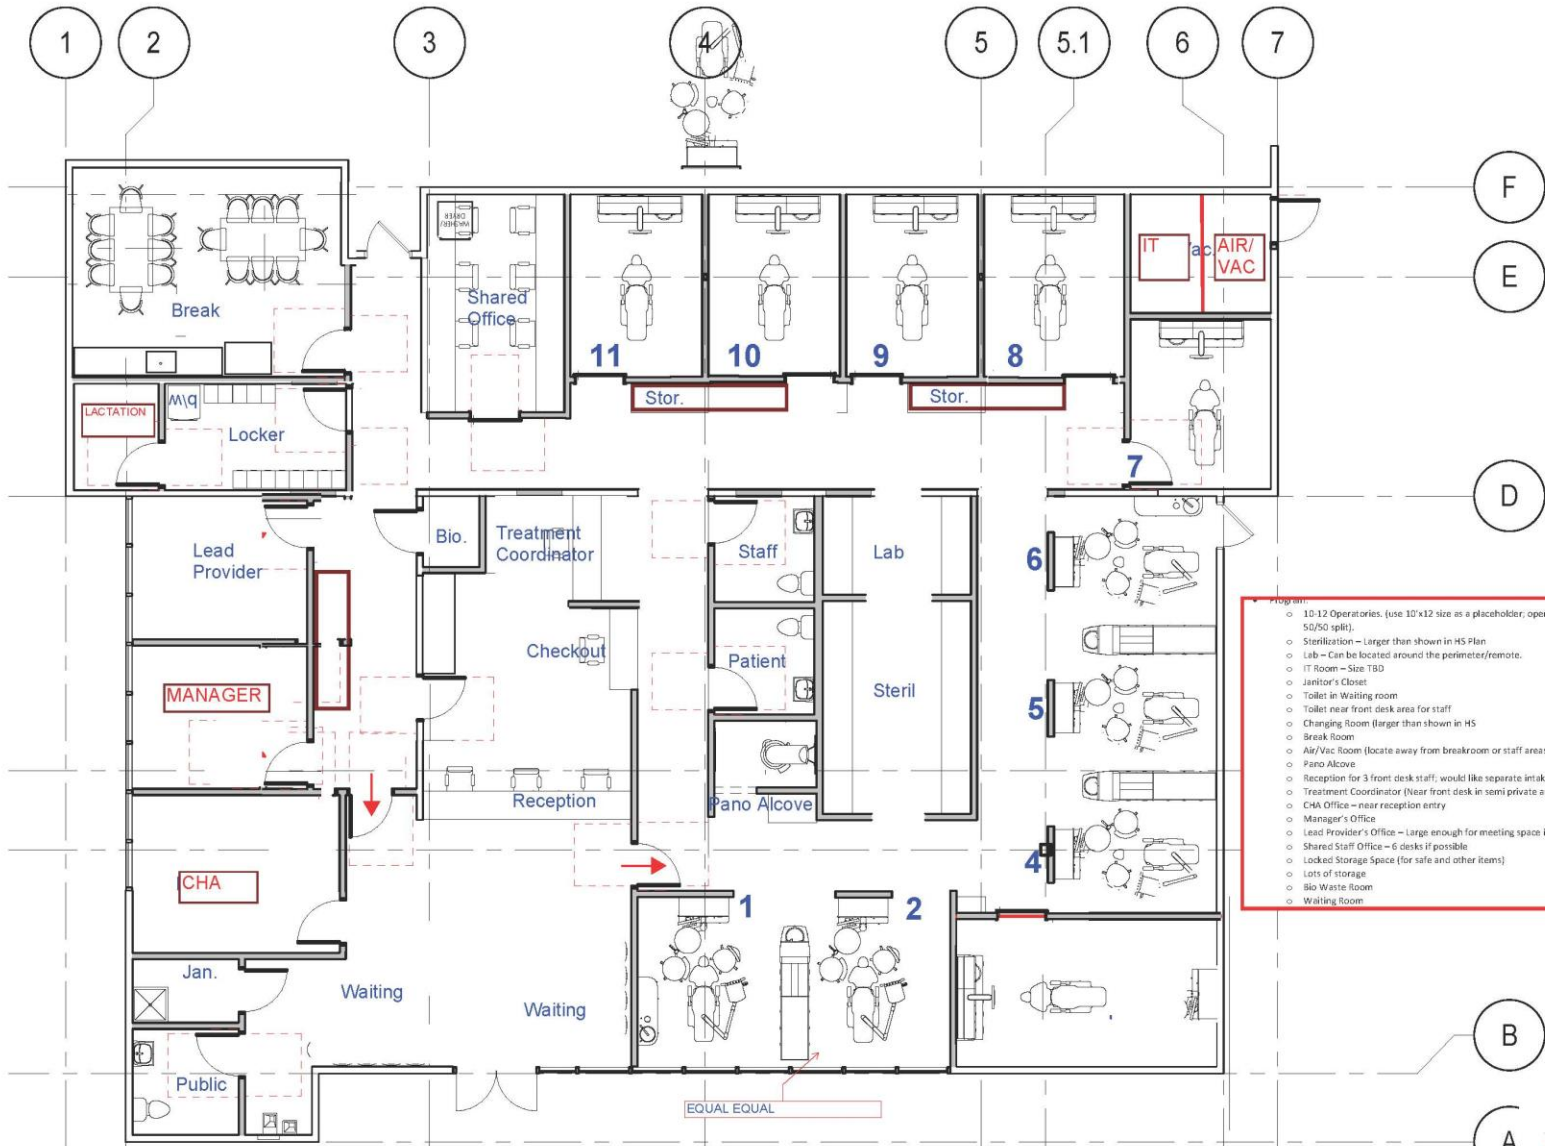 1
2
3
4
5
5.1
6
7
F
E
D
B
A
Break
WASHER/
DRYER
Shared
Office
11
10
9
8
IT
Vac.
AIR/
VAC
Stor.
Stor.
LACTATION
b/w
Locker
7
Lead
Provider
Bio.
Treatment
Coordinator
Staff
Lab
6
Checkout
Patient
Steril
5
MANAGER
Reception
Pano Alcove
4
CHA
1
2
Jan.
Waiting
Waiting
Public
EQUAL EQUAL
Program:
10-12 Operatories. (use 10'x12 size as a placeholder; oper
50/50 split).
Sterilization – Larger than shown in HS Plan
Lab – Can be located around the perimeter/remote.
IT Room – Size TBD
Janitor's Closet
Toilet in Waiting room
Toilet near front desk area for staff
Changing Room (larger than shown in HS
Break Room
Air/Vac Room (locate away from breakroom or staff areas
Pano Alcove
Reception for 3 front desk staff; would like separate intak
Treatment Coordinator (Near front desk in semi private a
CHA Office – near reception entry
Manager's Office
Lead Provider's Office – Large enough for meeting space i
Shared Staff Office – 6 desks if possible
Locked Storage Space (for safe and other items)
Lots of storage
Bio Waste Room
Waiting Room